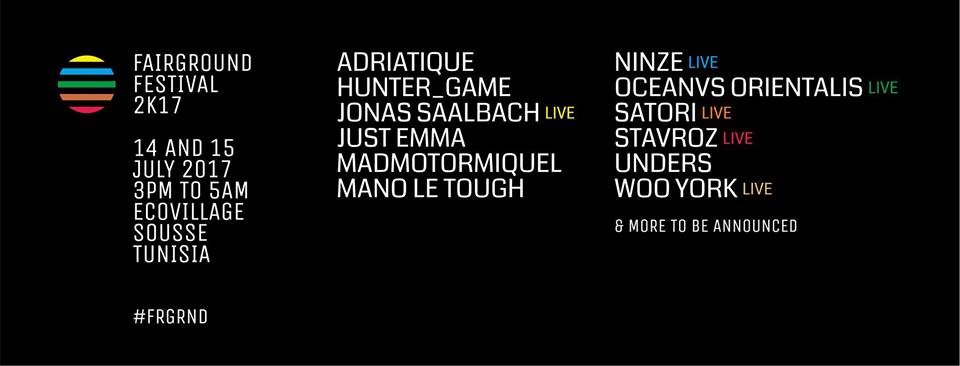 FAIRGROUND
FESTIVAL
2K17
14 AND 15
JULY 2017
3PM TO 5AM
ECOVILLAGE
SOUSSE
TUNISIA
#FRGRND
ADRIATIQUE
HUNTER_GAME
JONAS SAALBACH LIVE
JUST EMMA
MADMOTORMIQUEL
MANO LE TOUGH
NINZE LIVE
OCEANVS ORIENTALIS LIVE
SATORI LIVE
STAVROZ LIVE
UNDERS
WOO YORK LIVE
& MORE TO BE ANNOUNCED